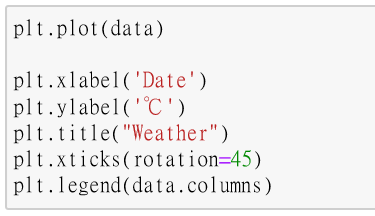 plt.plot(data)
plt.xlabel('Date')
plt.ylabel('℃')
plt.title("Weather")
plt.xticks(rotation=45)
plt.legend(data.columns)